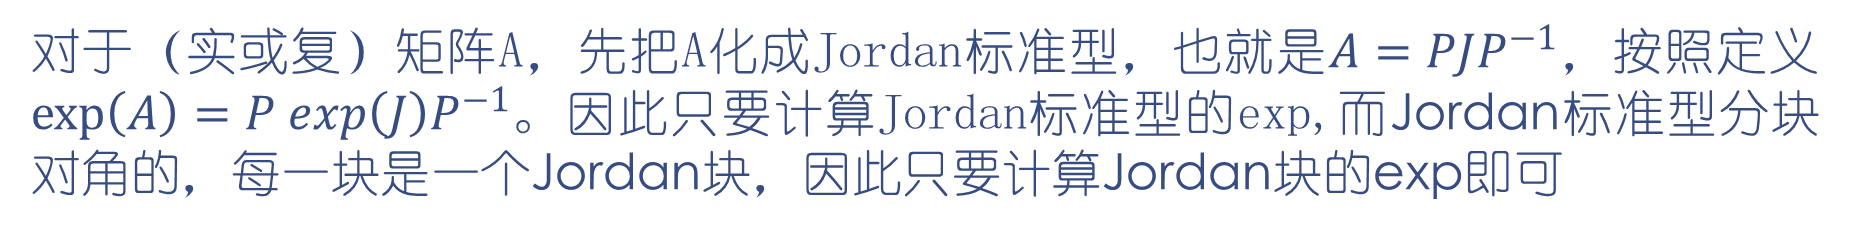 对于（实或复）矩阵A，先把A化成Jordan标准型，也就是$A = PJP^{-1}$，按照定义
$\exp(A) = P\ exp(J)P^{-1}$。因此只要计算Jordan标准型的exp,而Jordan标准型分块
对角的，每一块是一个Jordan块，因此只要计算Jordan块的exp即可